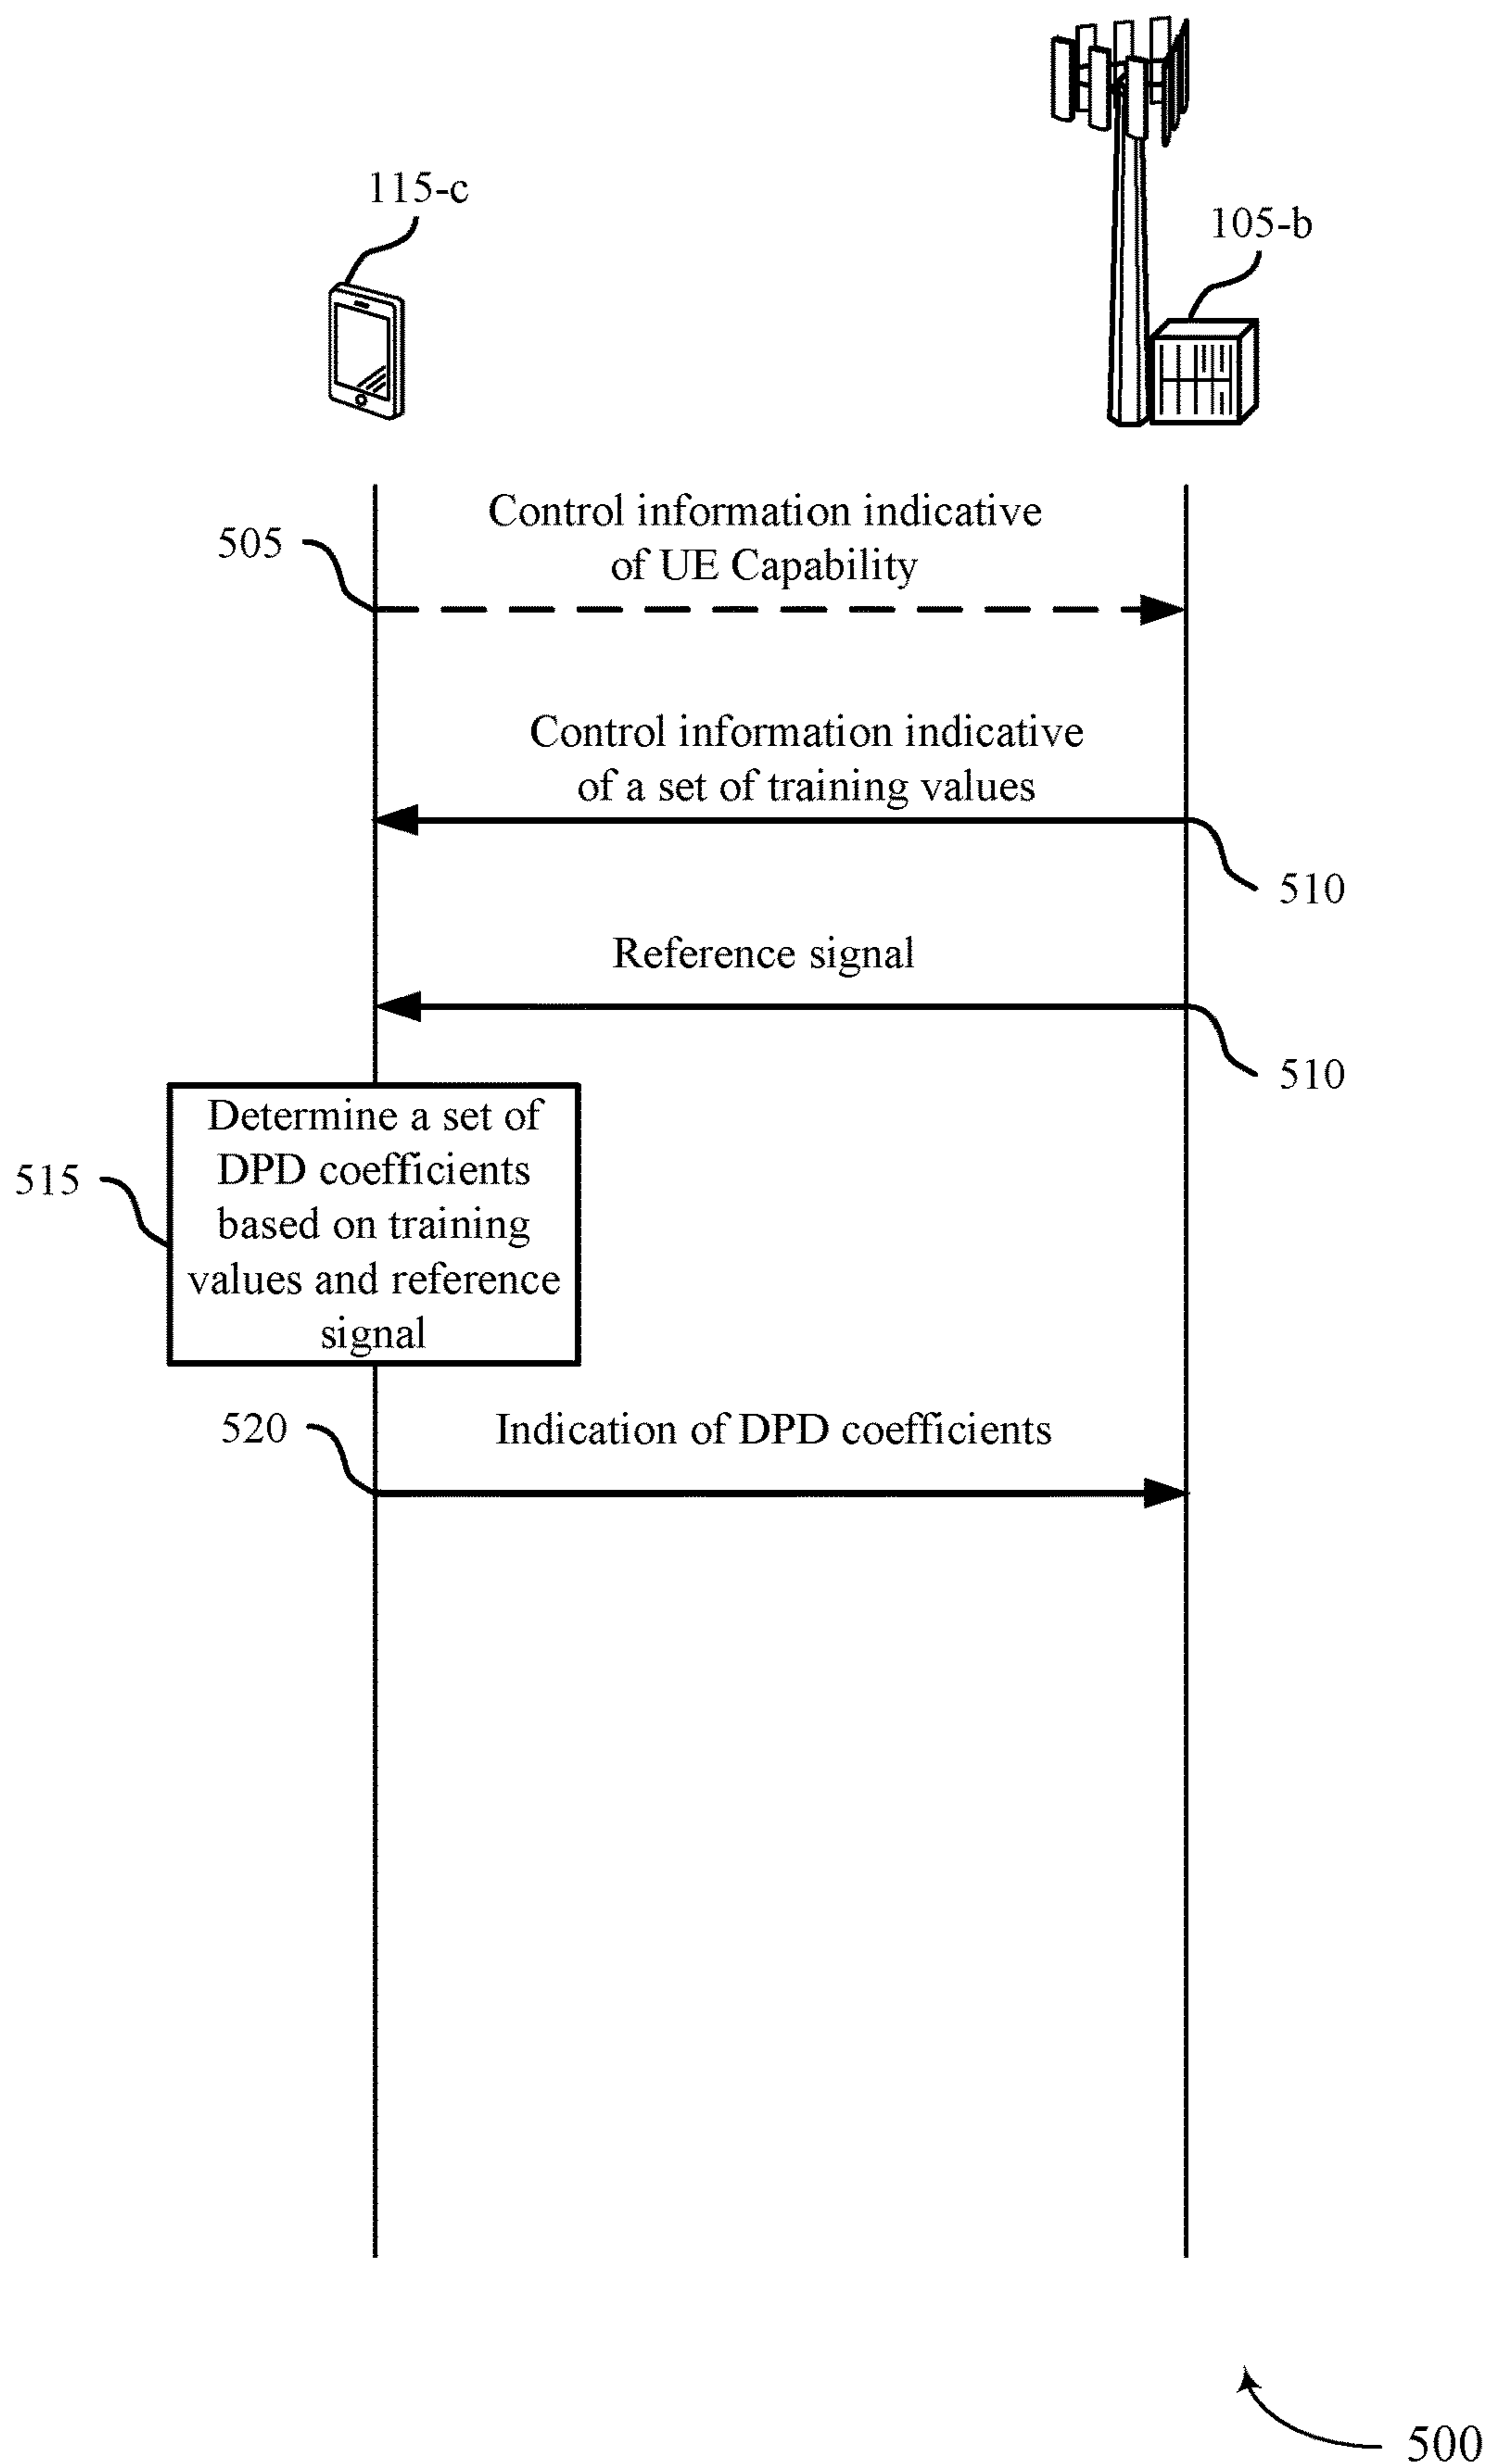 115-c
105-b
Control information indicative
of UE Capability
505
Control information indicative
of a set of training values
510
Reference signal
510
Determine a set of
DPD coefficients
based on training
values and reference
signal
515
520
Indication of DPD coefficients
500